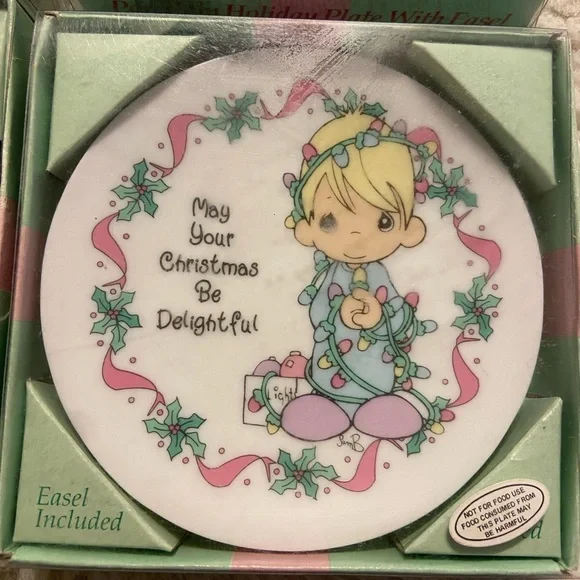 Holiday Plate With Easel
May
Your
Christmas
Be
Delightful
Lights
Sam B
Easel
Included
NOT FOR FOOD USE
FOOD CONSUMED FROM
THIS PLATE MAY
BE HARMFUL